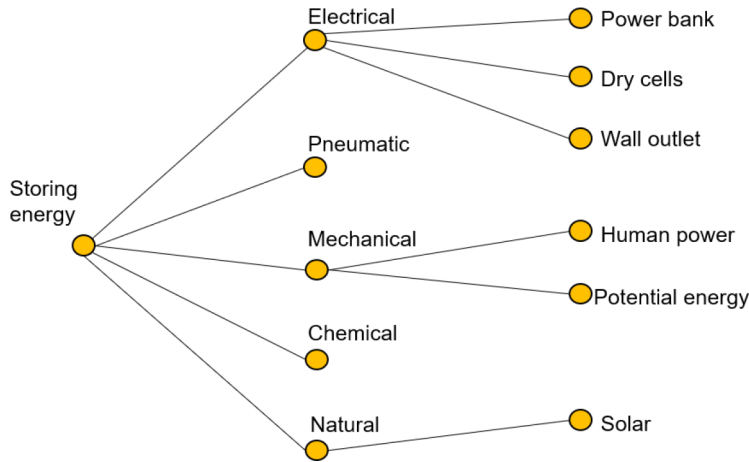 Electrical
Power bank
Dry cells
Wall outlet
Pneumatic
Storing
energy
Mechanical
Human power
Potential energy
Chemical
Natural
Solar